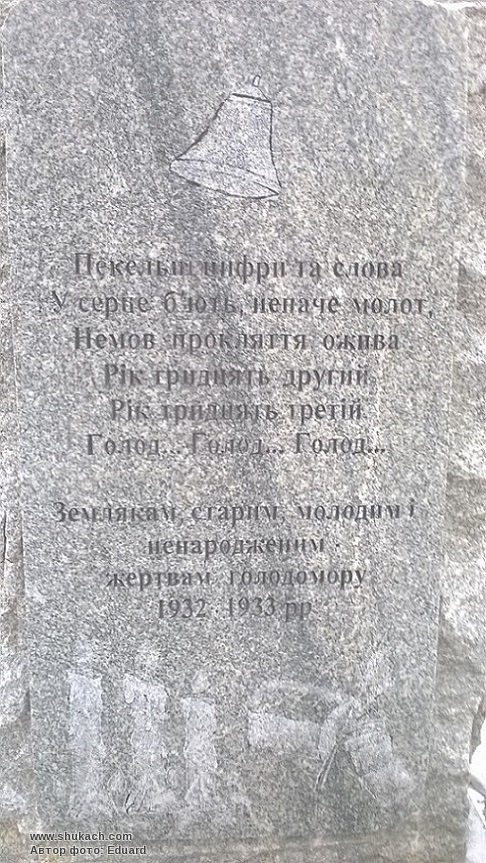 Пекельні цифри та слова
У серце б'ють, неначе молот,
Немов прокляття ожива
Рік тридцять другий
Рік тридцять третій
Голод... Голод... Голод...
Землякам, старим, молодим і
ненародженим -
жертвам голодомору
1932 - 1933 рр.
www.shukach.com
Автор фото: Eduard